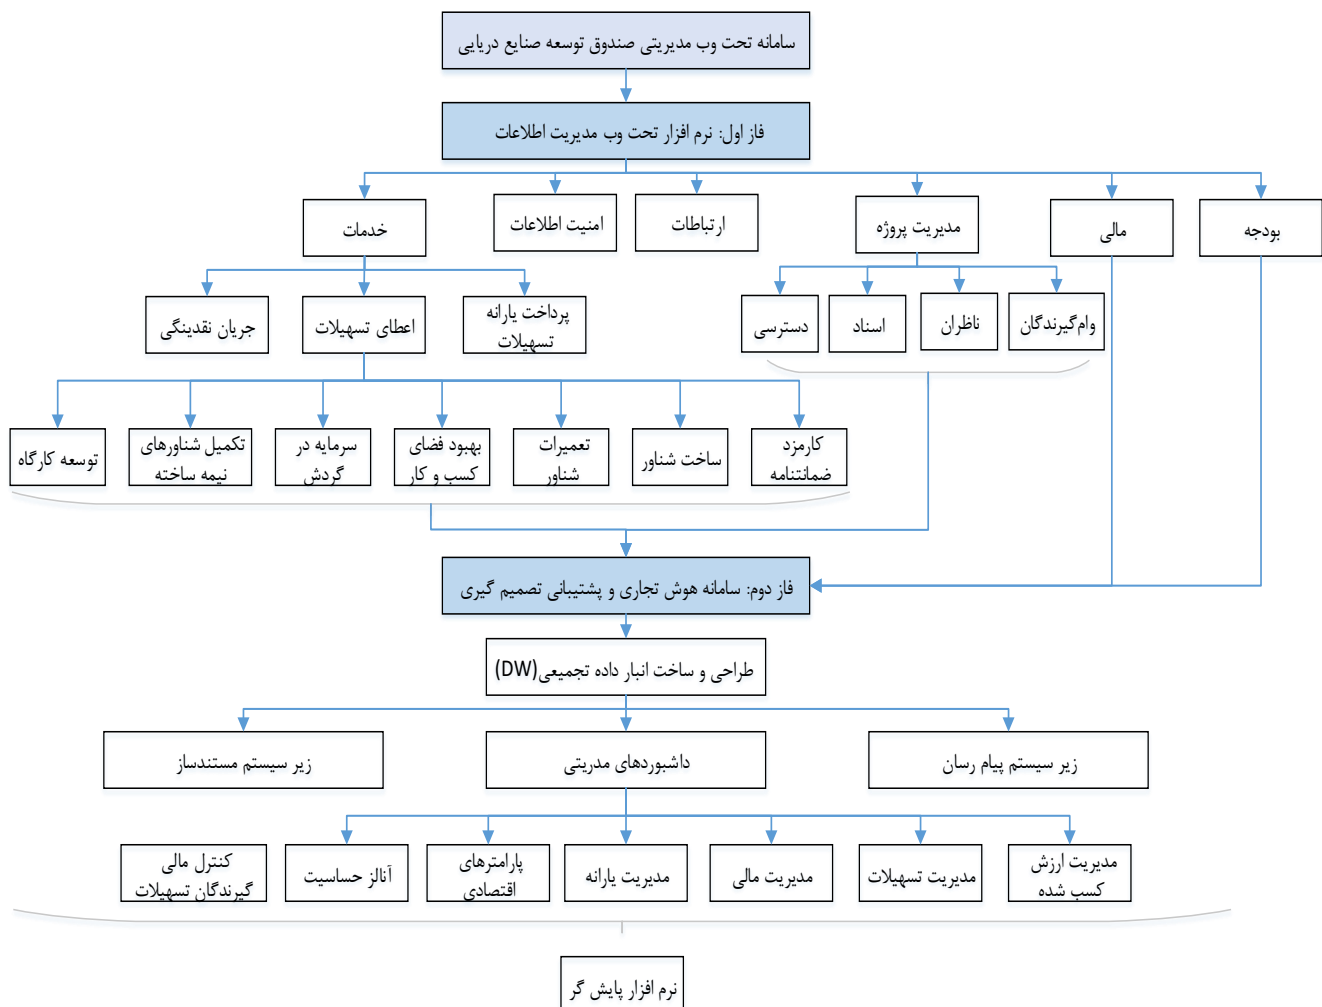 سامانه تحت وب مدیریتی صندوق توسعه صنایع دریایی
فاز اول: نرم افزار تحت وب مدیریت اطلاعات
بودجه
مالی
مدیریت پروژه
ارتباطات
امنیت اطلاعات
خدمات
وام‌گیرندگان
ناظران
اسناد
دسترسی
پرداخت یارانه
تسهیلات
اعطای تسهیلات
جریان نقدینگی
کارمزد
ضمانتنامه
ساخت شناور
تعمیرات
شناور
بهبود فضای
کسب و کار
سرمایه در
گردش
تکمیل شناورهای
نیمه ساخته
توسعه کارگاه
فاز دوم: سامانه هوش تجاری و پشتیبانی تصمیم گیری
طراحی و ساخت انبار داده تجمیعی(DW)
زیر سیستم پیام رسان
داشبوردهای مدریتی
زیر سیستم مستندساز
مدیریت ارزش
کسب شده
مدیریت تسهیلات
مدیریت مالی
مدیریت یارانه
پارامترهای
اقتصادی
آنالز حساسیت
کنترل مالی
گیرندگان تسهیلات
نرم افزار پایش گر